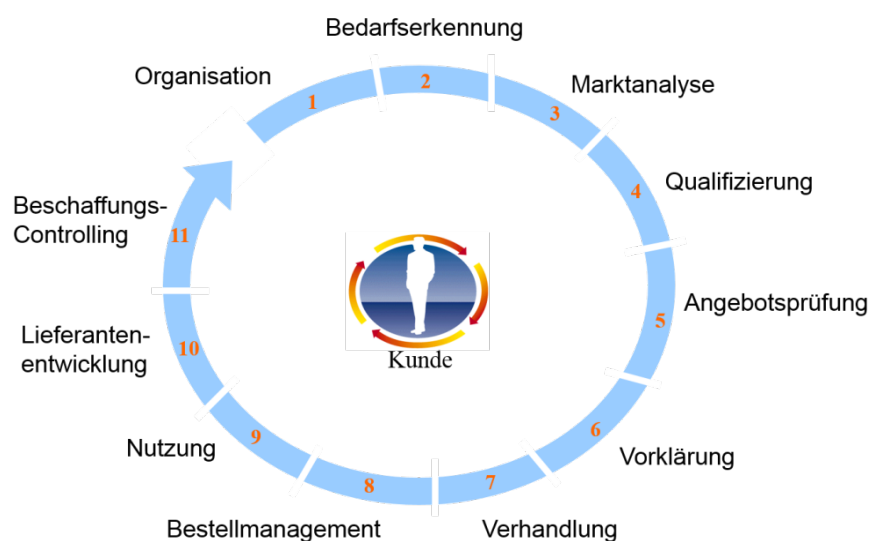 Organisation
1
Bedarfserkennung
2
Marktanalyse
3
Qualifizierung
4
Angebotsprüfung
5
Vorklärung
6
Verhandlung
7
Bestellmanagement
8
Nutzung
9
Lieferanten-
entwicklung
10
Beschaffungs-
Controlling
11
Kunde